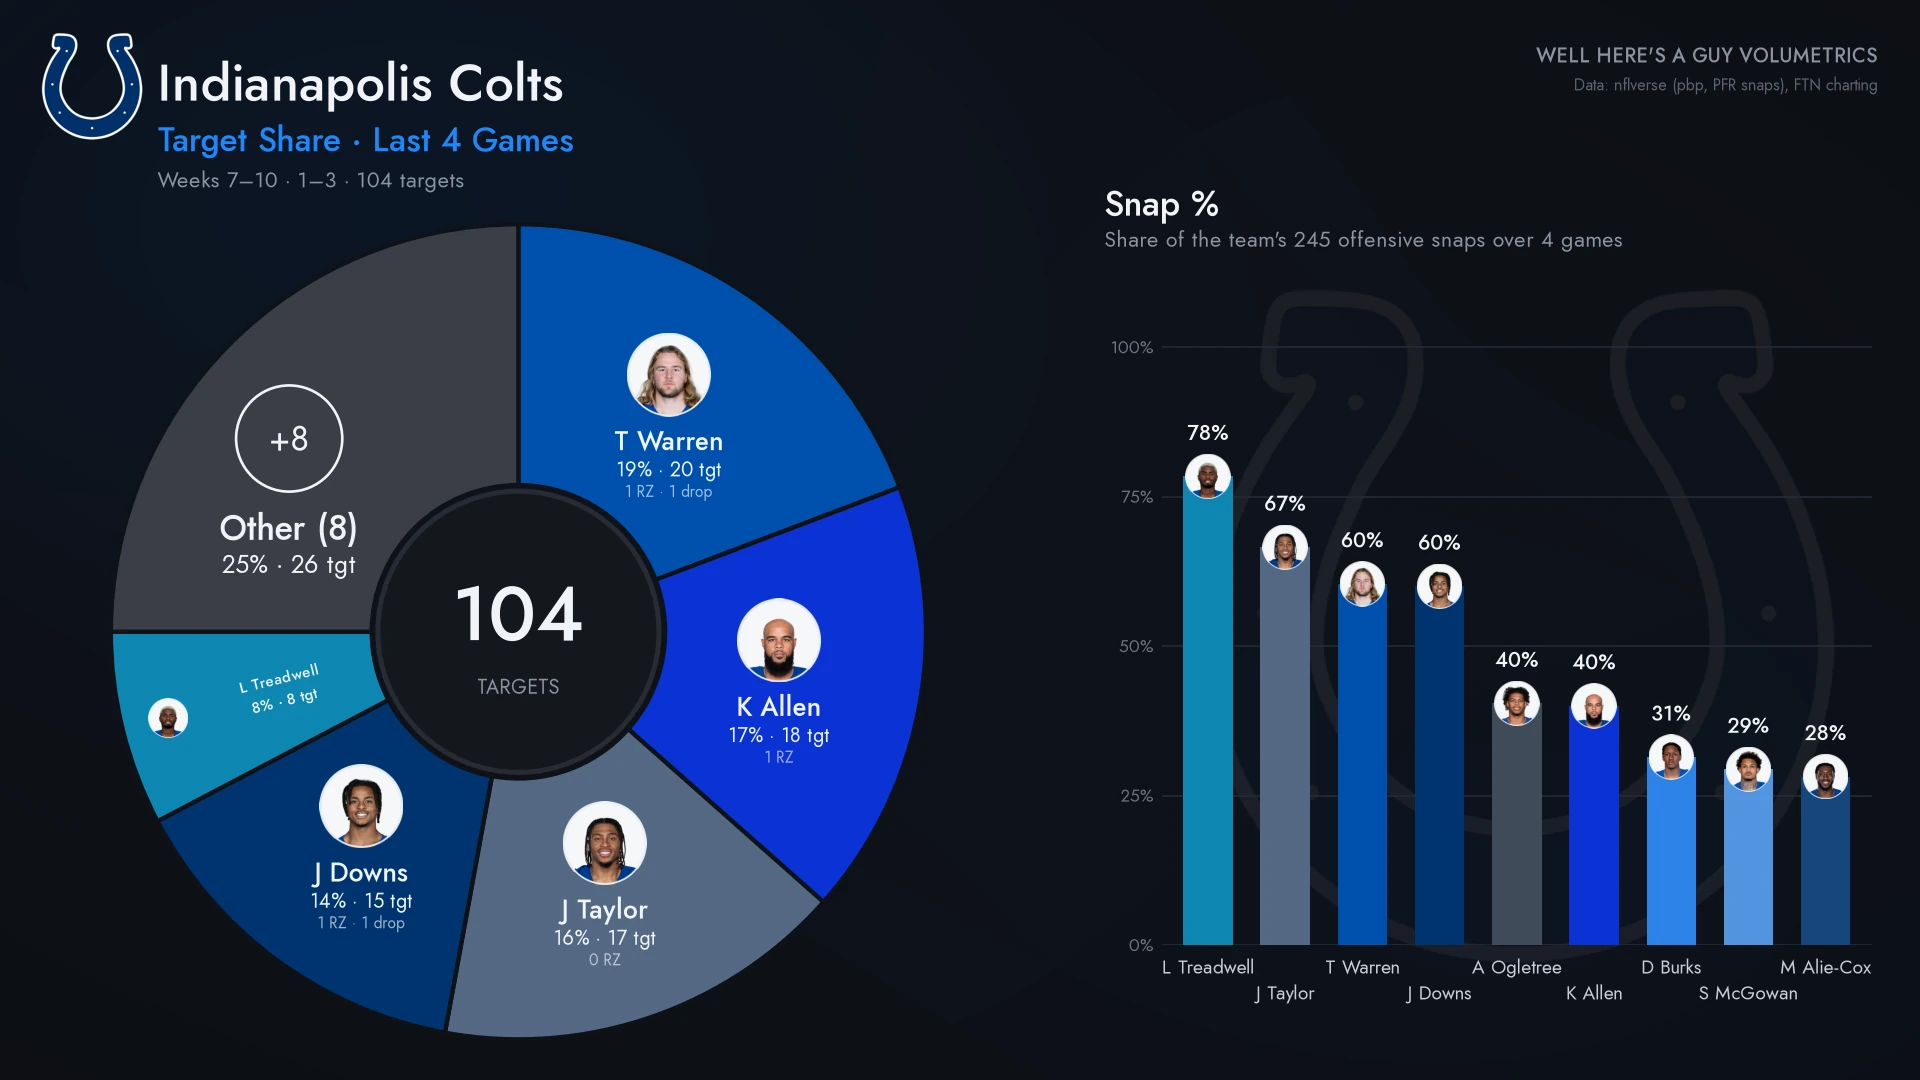 Indianapolis Colts
Target Share · Last 4 Games
Weeks 7–10 · 1–3 · 104 targets
WELL HERE'S A GUY VOLUMETRICS
Data: nflverse (pbp, PFR snaps), FTN charting
T Warren
19% · 20 tgt
1 RZ · 1 drop
K Allen
17% · 18 tgt
1 RZ
J Taylor
16% · 17 tgt
0 RZ
J Downs
14% · 15 tgt
1 RZ · 1 drop
L Treadwell
8% · 8 tgt
+8
Other (8)
25% · 26 tgt
104
TARGETS
Snap %
Share of the team's 245 offensive snaps over 4 games
100%
75%
50%
25%
0%
78%
67%
60%
60%
40%
40%
31%
29%
28%
L Treadwell
J Taylor
T Warren
J Downs
A Ogletree
K Allen
D Burks
S McGowan
M Alie-Cox